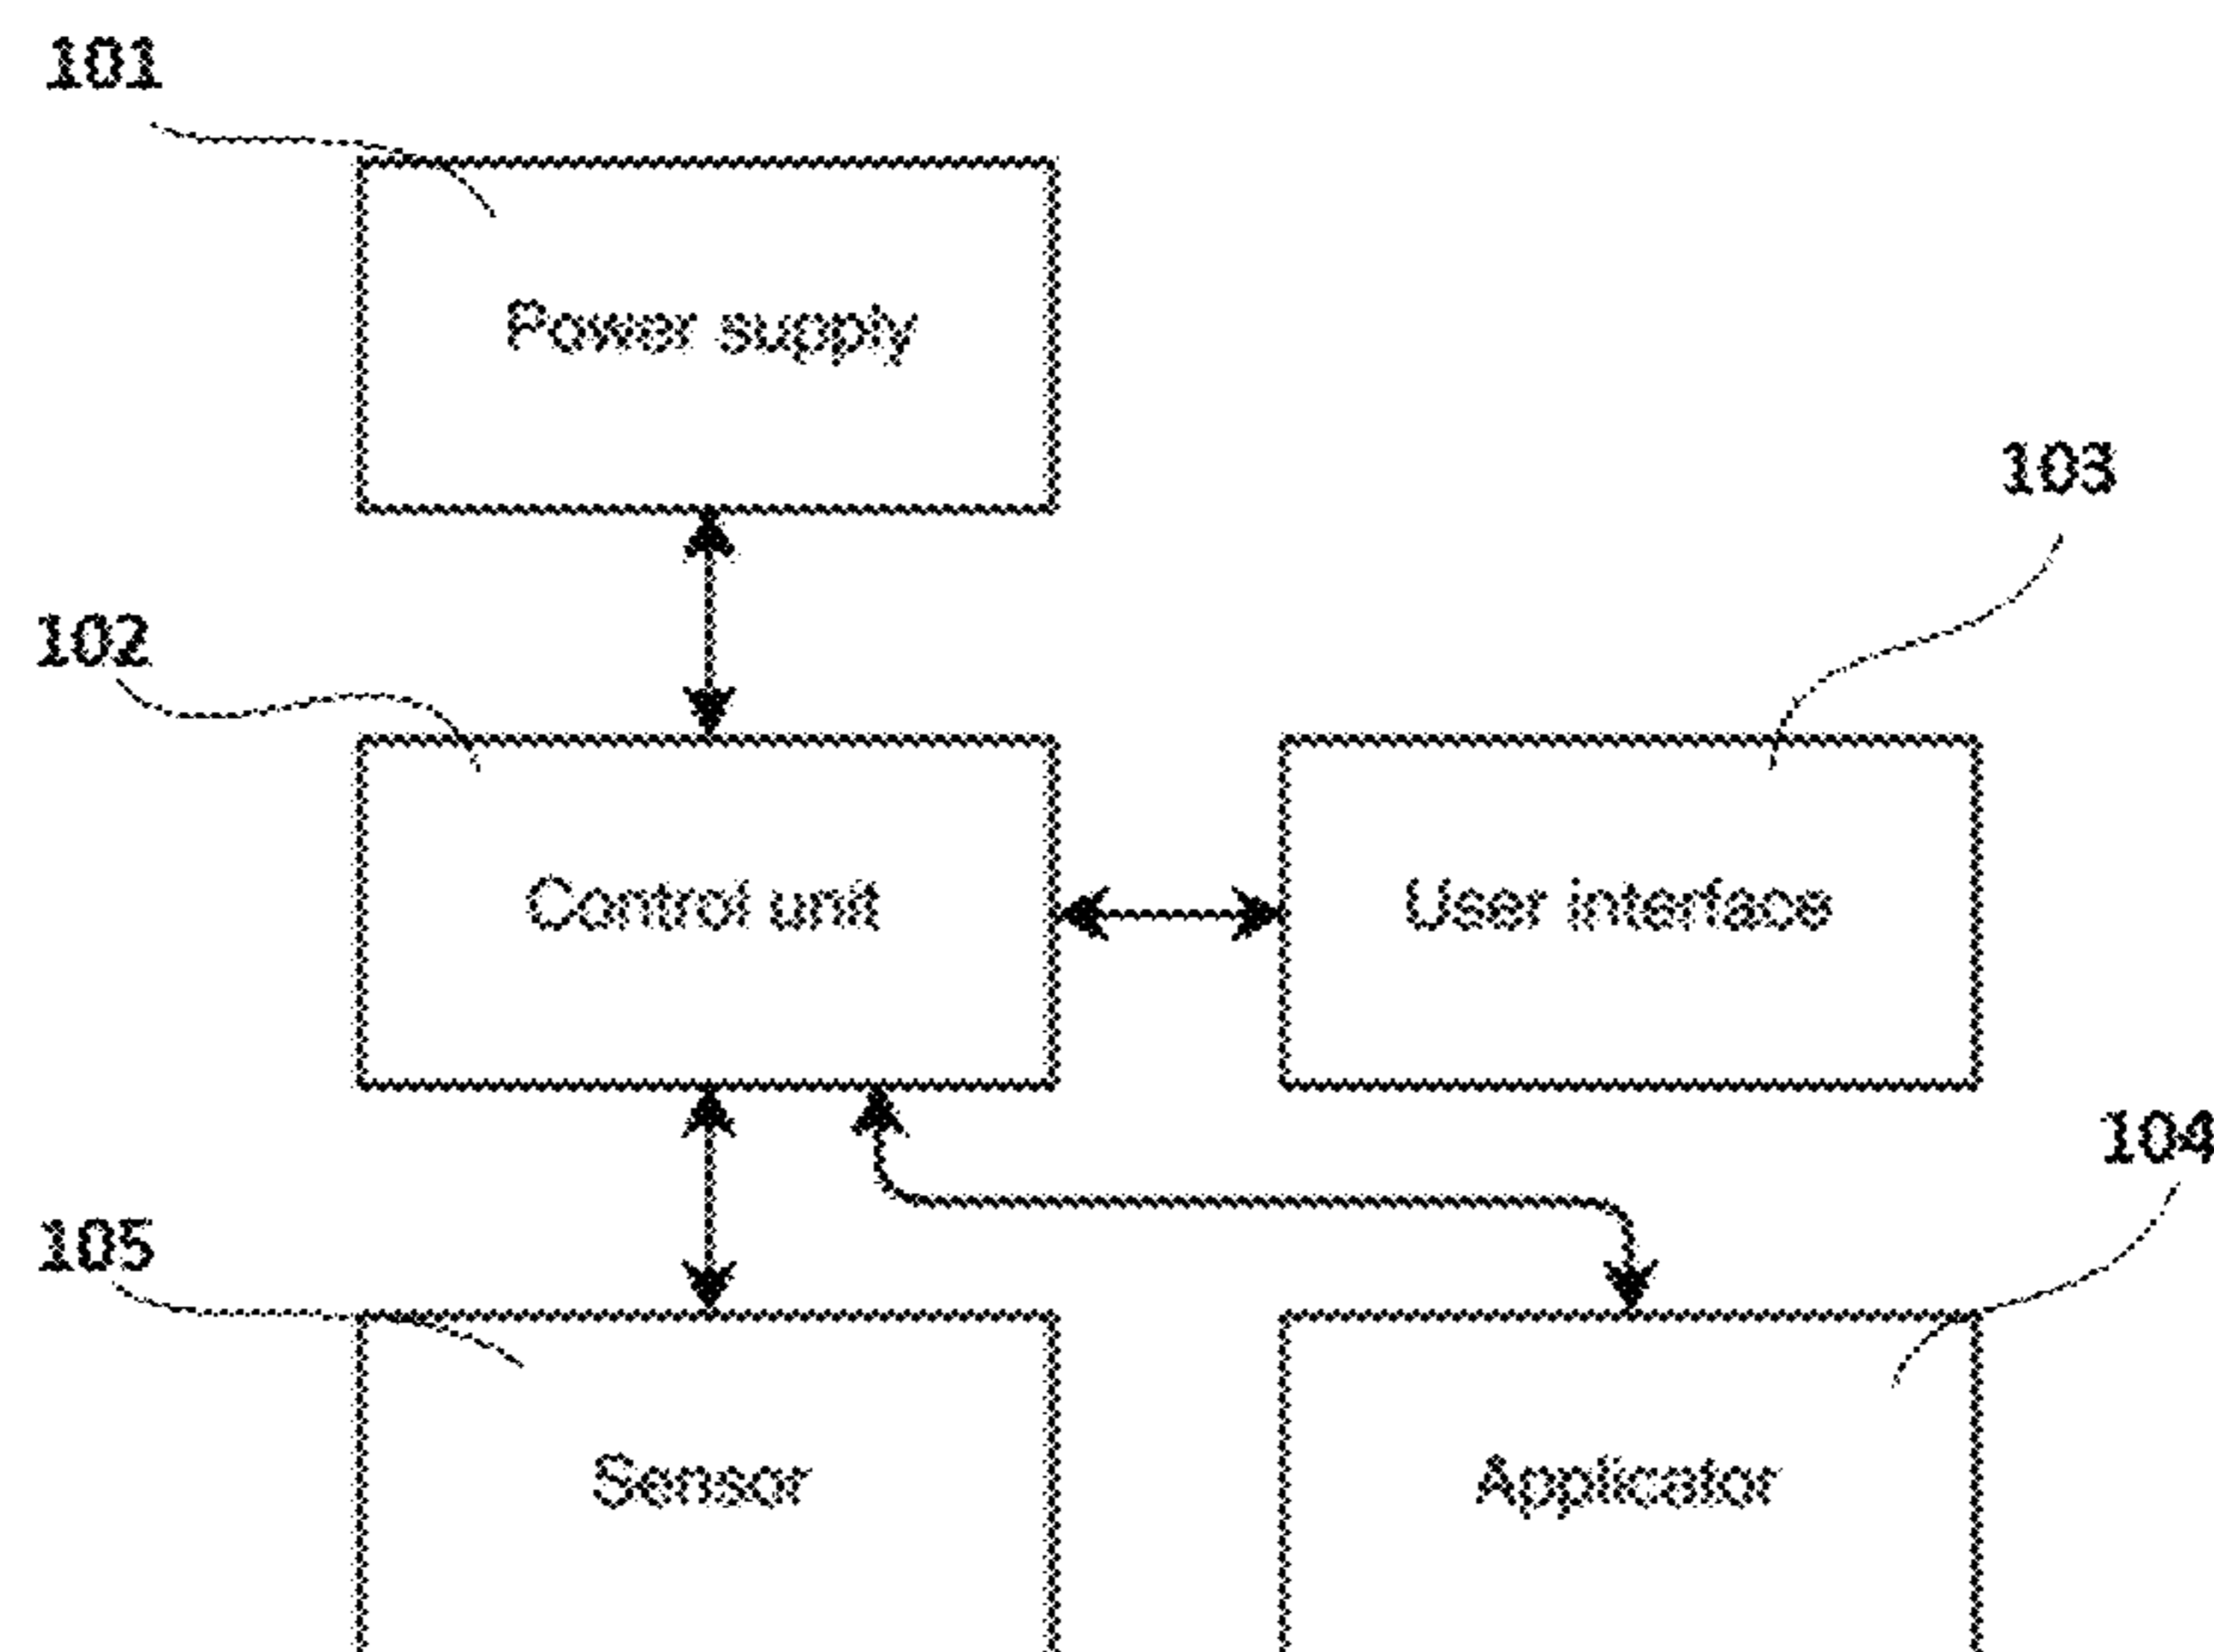 101
Power supply
103
102
Control unit
User interface
104
105
Sensor
Applicator